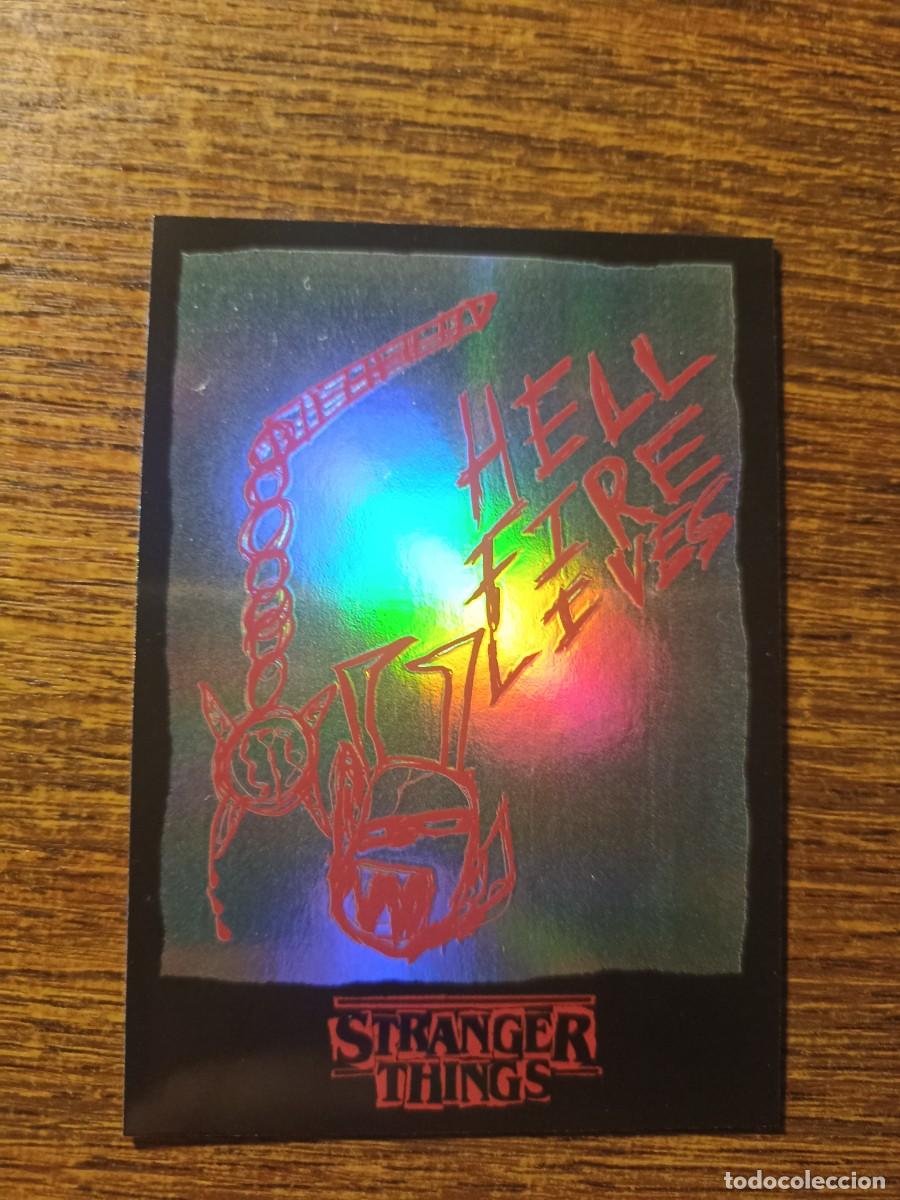 HELL
FIRE
LIVES
STRANGER
THINGS
todocoleccion